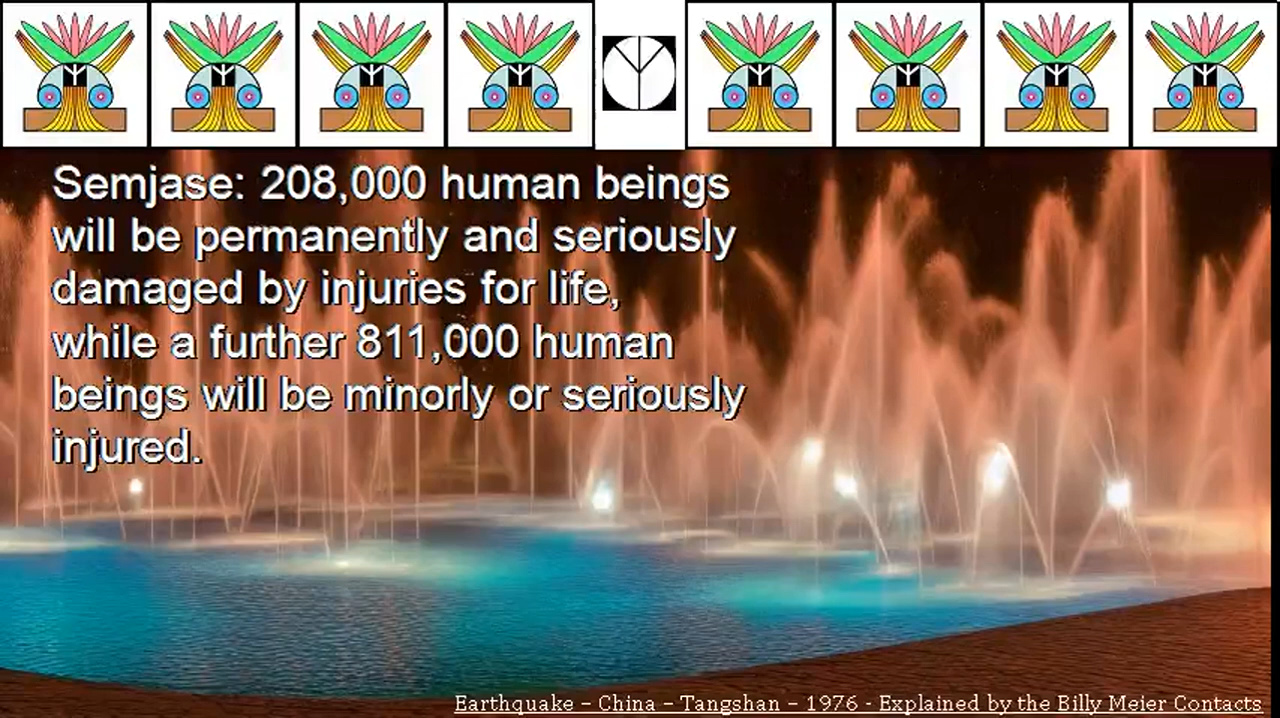 Semjase: 208,000 human beings
will be permanently and seriously
damaged by injuries for life,
while a further 811,000 human
beings will be minorly or seriously
injured.
Earthquake – China – Tangshan – 1976 - Explained by the Billy Meier Contacts